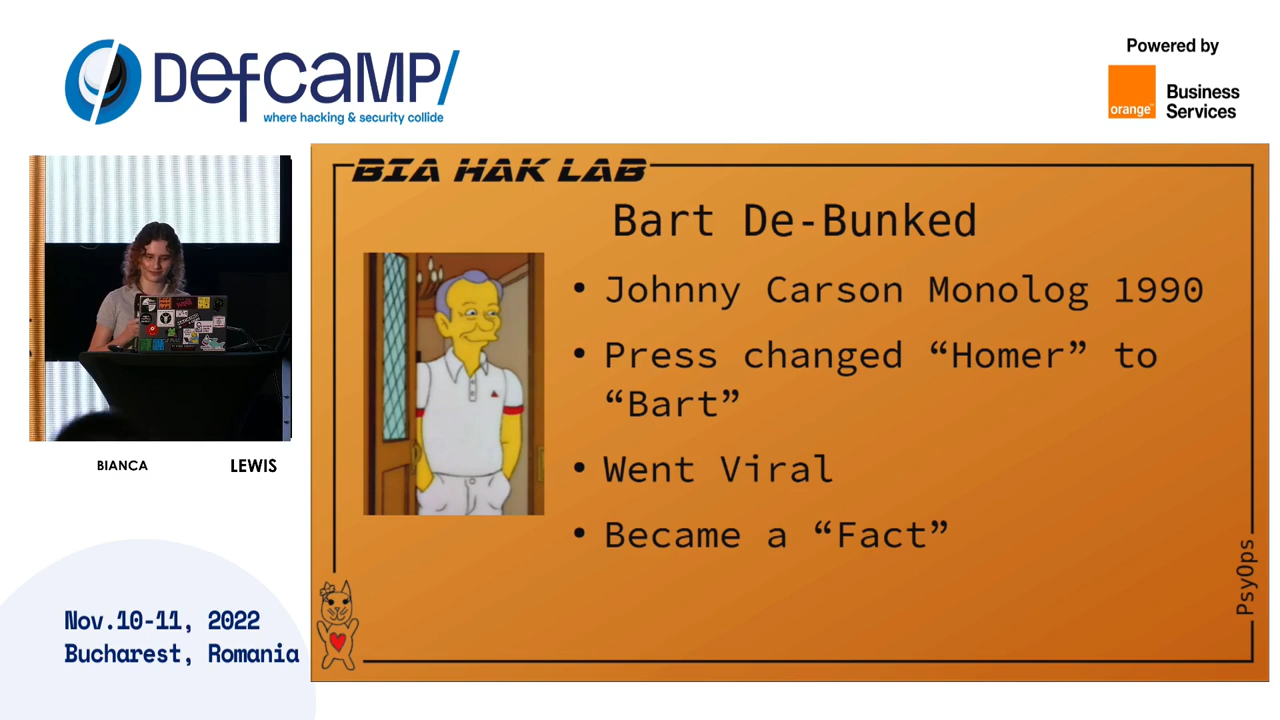 DefCamp/
where hacking & security collide
Powered by
orange™
Business
Services
BIA HAK LAB
Bart De-Bunked
• Johnny Carson Monolog 1990
• Press changed “Homer” to
“Bart”
• Went Viral
• Became a “Fact”
PsyOps
BIANCA LEWIS
Nov.10-11, 2022
Bucharest, Romania